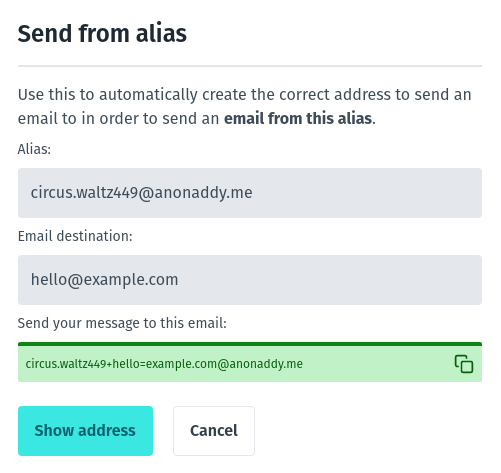 Send from alias
Use this to automatically create the correct address to send an
email to in order to send an email from this alias.
Alias:
circus.waltz449@anonaddy.me
Email destination:
hello@example.com
Send your message to this email:
circus.waltz449+hello=example.com@anonaddy.me
Show address
Cancel